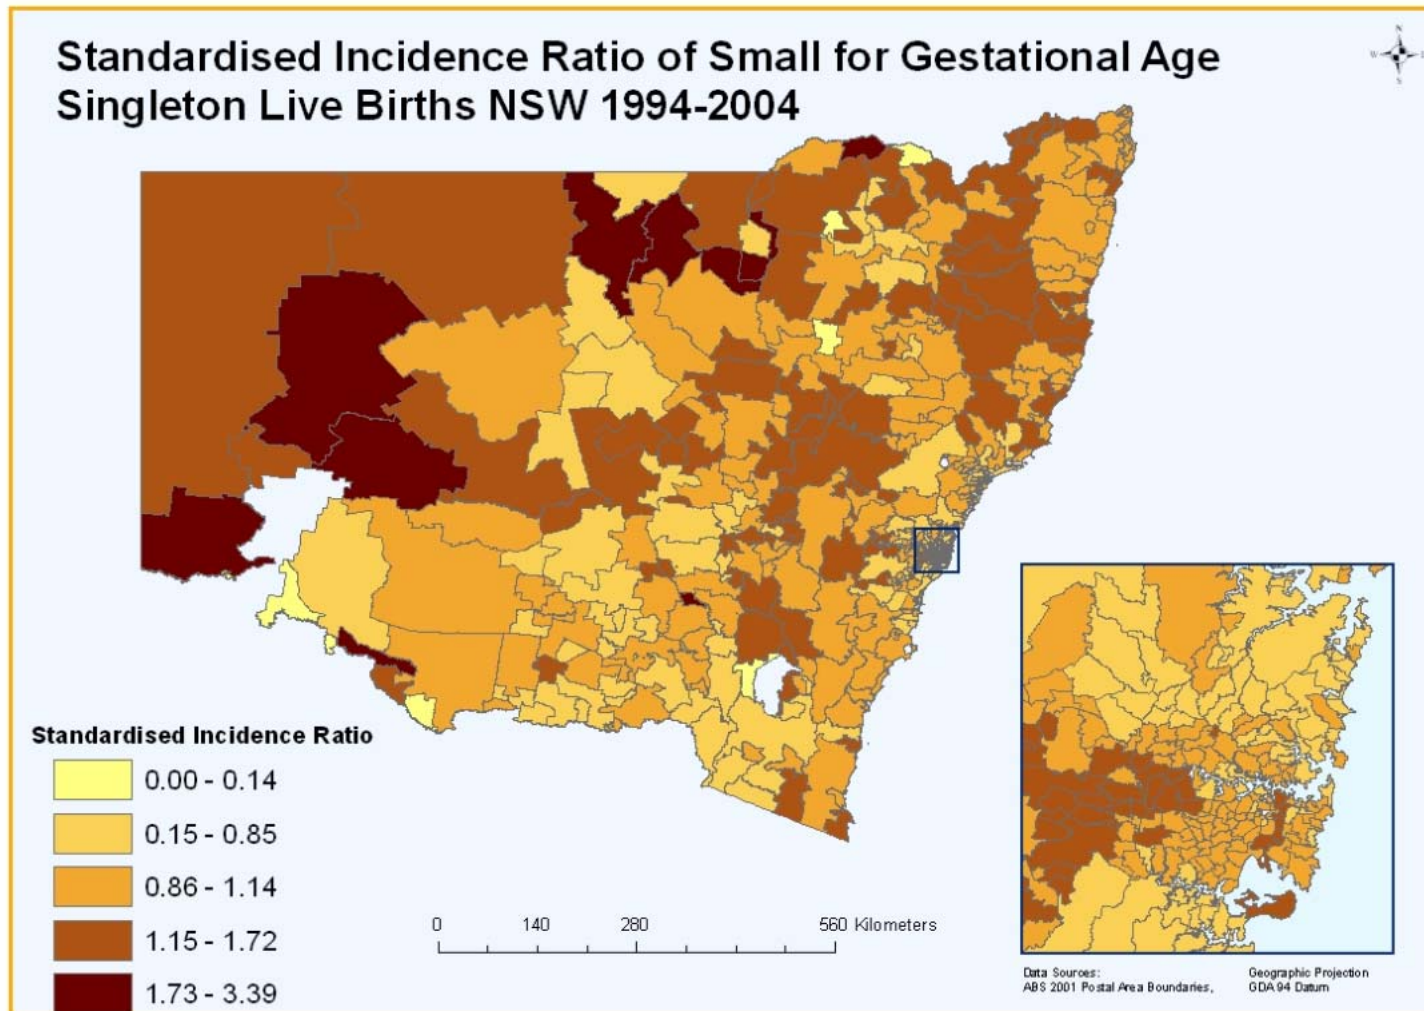 Standardised Incidence Ratio of Small for Gestational Age
Singleton Live Births NSW 1994-2004
N
W
S
Standardised Incidence Ratio
0.00 - 0.14
0.15 - 0.85
0.86 - 1.14
1.15 - 1.72
1.73 - 3.39
0 140 280 560 Kilometers
Data Sources:
ABS 2001 Postal Area Boundaries,
Geographic Projection
GDA 94 Datum